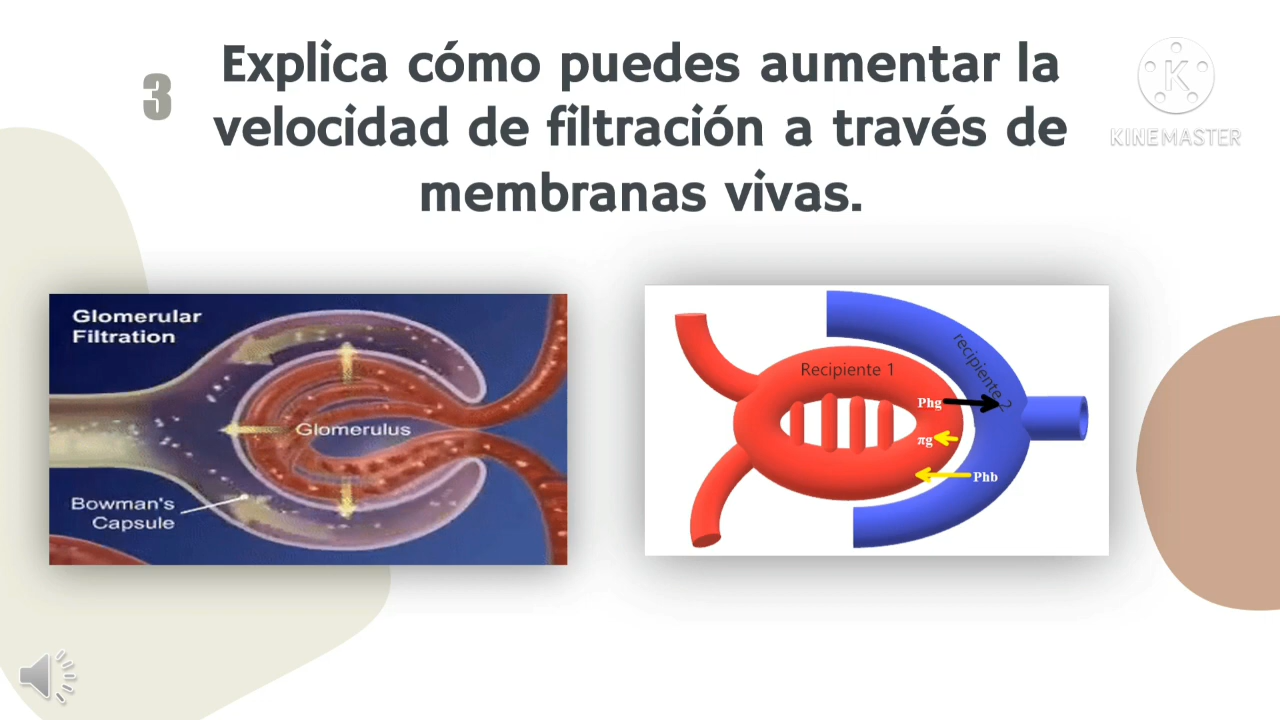 3
Explica cómo puedes aumentar la
velocidad de filtración a través de
membranas vivas.
K
KINEMASTER
Glomerular
Filtration
Glomerulus
Bowman's
Capsule
Recipiente 1
recipiente 2
Phg
πg
Phb